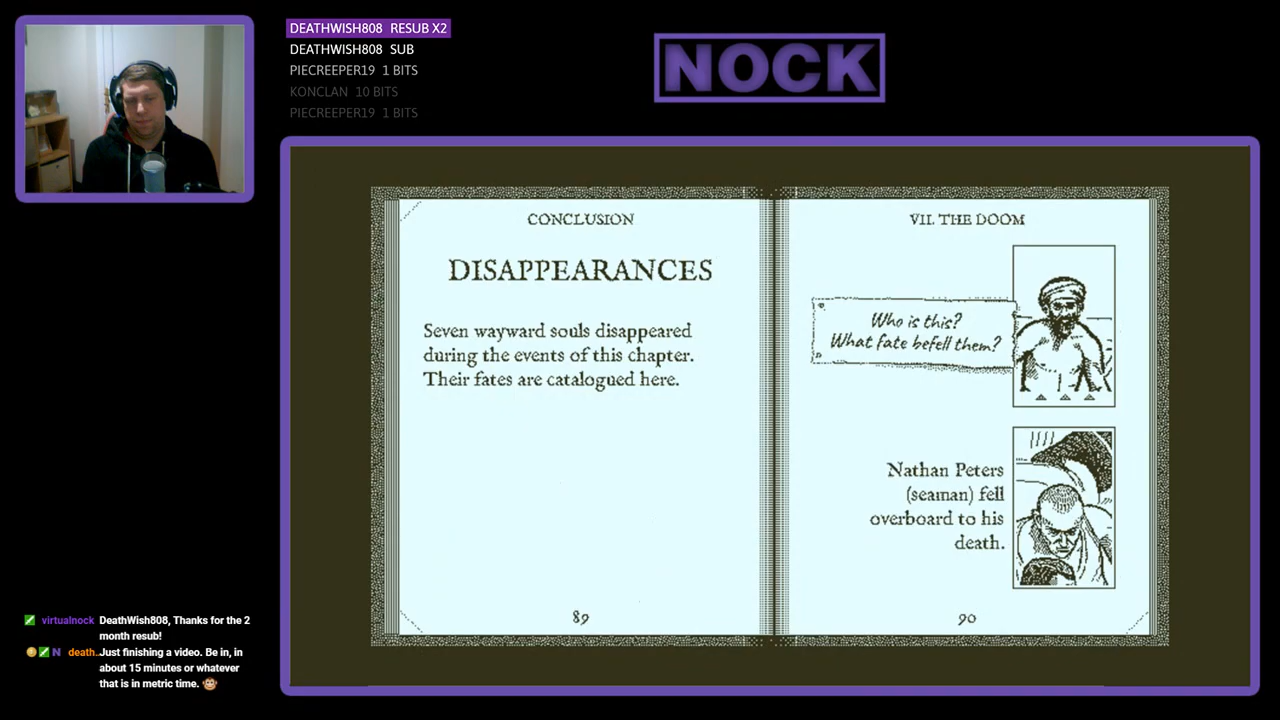 DEATHWISH808 RESUB X2
DEATHWISH808 SUB
PIECREEPER19 1 BITS
KONCLAN 10 BITS
PIECREEPER19 1 BITS
NOCK
CONCLUSION
DISAPPEARANCES
Seven wayward souls disappeared
during the events of this chapter.
Their fates are catalogued here.
89
VII. THE DOOM
Who is this?
What fate befell them?
Nathan Peters
(seaman) fell
overboard to his
death.
90
virtualnock DeathWish808, Thanks for the 2
month resub!
N death.. Just finishing a video. Be in, in
about 15 minutes or whatever
that is in metric time.